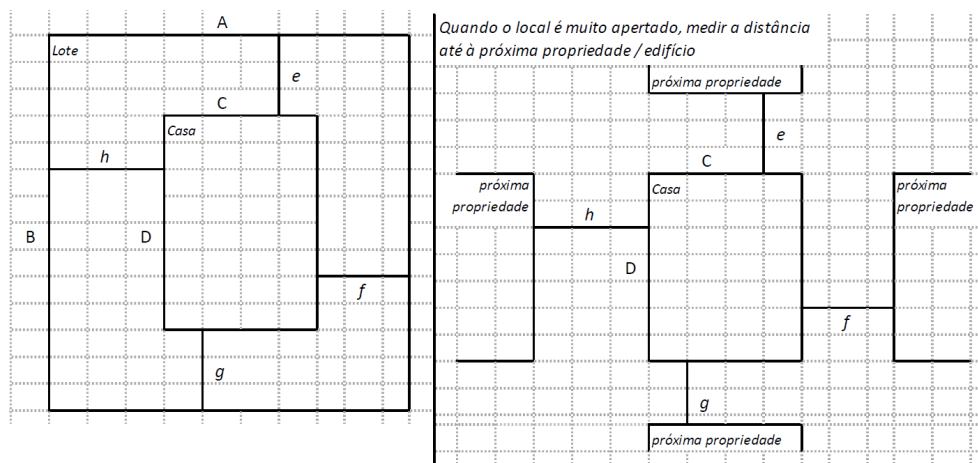 A
Lote
e
C
Casa
h
B
D
f
g
Quando o local é muito apertado, medir a distância
até à próxima propriedade / edifício
próxima propriedade
e
C
próxima
propriedade
Casa
próxima
propriedade
h
D
f
g
próxima propriedade